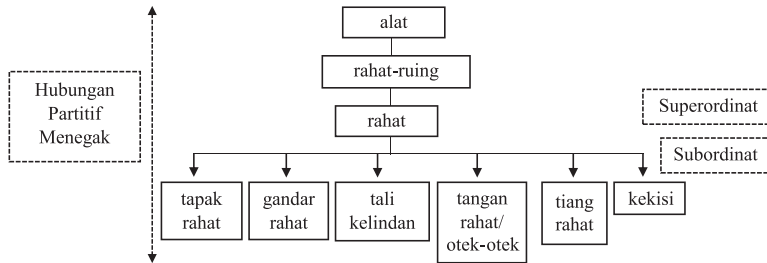 alat
rahat-ruing
rahat
Hubungan
Partitif
Menegak
Superordinat
Subordinat
tapak
rahat
gandar
rahat
tali
kelindan
tangan
rahat/
otek-otek
tiang
rahat
kekisi